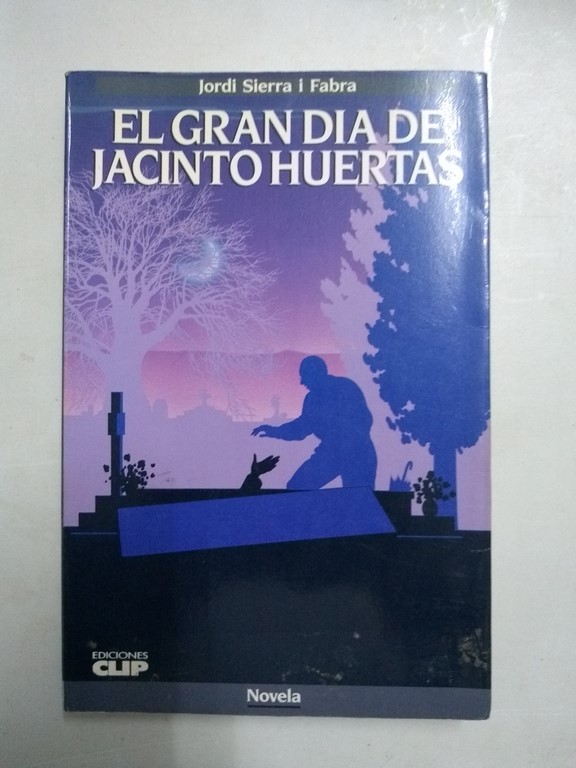 Jordi Sierra i Fabra
EL GRAN DIA DE
JACINTO HUERTAS
EDICIONES
CLIP
Novela